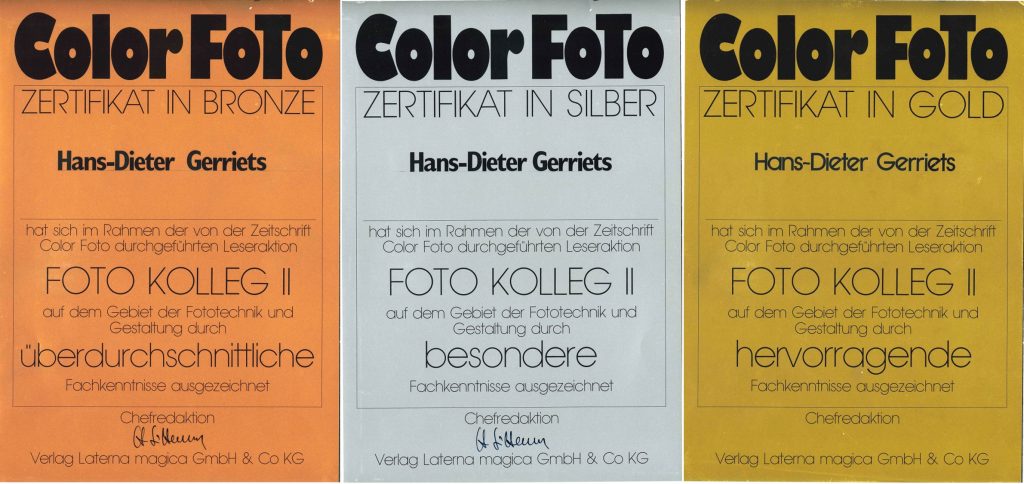 Color Foto
ZERTIFIKAT IN BRONZE
Hans-Dieter Gerriets
hat sich im Rahmen der von der Zeitschrift
Color Foto durchgeführten Leseraktion
FOTO KOLLEG II
auf dem Gebiet der Fototechnik und
Gestaltung durch
überdurchschnittliche
Fachkenntnisse ausgezeichnet
Chefredaktion
Verlag Laterna magica GmbH & Co KG
Color Foto
ZERTIFIKAT IN SILBER
Hans-Dieter Gerriets
hat sich im Rahmen der von der Zeitschrift
Color Foto durchgeführten Leseraktion
FOTO KOLLEG II
auf dem Gebiet der Fototechnik und
Gestaltung durch
besondere
Fachkenntnisse ausgezeichnet
Chefredaktion
Verlag Laterna magica GmbH & Co KG
Color Foto
ZERTIFIKAT IN GOLD
Hans-Dieter Gerriets
hat sich im Rahmen der von der Zeitschrift
Color Foto durchgeführten Leseraktion
FOTO KOLLEG II
auf dem Gebiet der Fototechnik und
Gestaltung durch
hervorragende
Fachkenntnisse ausgezeichnet
Chefredaktion
Verlag Laterna magica GmbH & Co KG